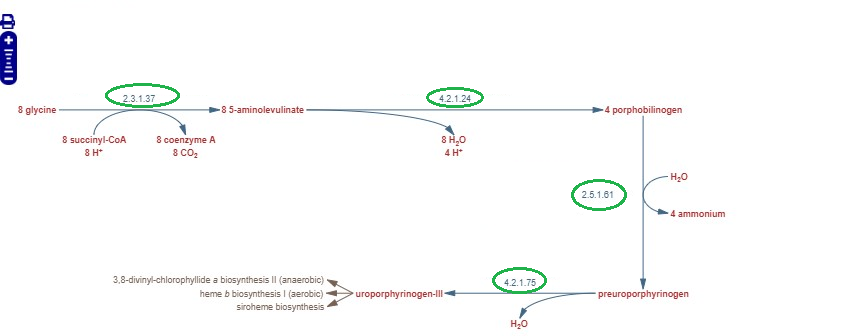 2.3.1.37
4.2.1.24
8 glycine
8 5-aminolevulinate
4 porphobilinogen
8 succinyl-CoA
8 H⁺
8 coenzyme A
8 CO₂
8 H₂O
4 H⁺
H₂O
2.5.1.61
4 ammonium
4.2.1.75
3,8-divinyl-chlorophyllide a biosynthesis II (anaerobic)
heme b biosynthesis I (aerobic)
siroheme biosynthesis
uroporphyrinogen-III
preuroporphyrinogen
H₂O